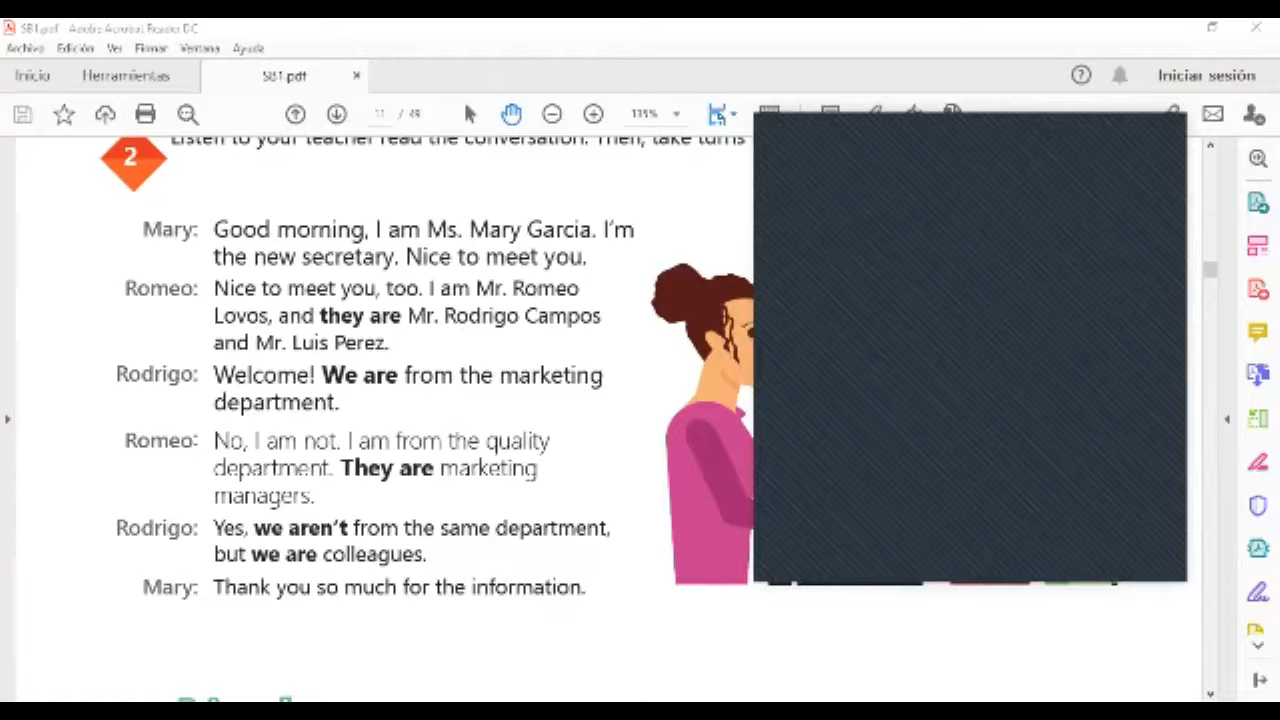 SB1.pdf - Adobe Acrobat Reader DC
Archivo Edición Ver Firmar Ventana Ayuda
Inicio Herramientas SB1.pdf × Iniciar sesión
11 / 49 115%
2 Listen to your teacher read the conversation. Then, take turns
Mary: Good morning, I am Ms. Mary Garcia. I'm
the new secretary. Nice to meet you.
Romeo: Nice to meet you, too. I am Mr. Romeo
Lovos, and they are Mr. Rodrigo Campos
and Mr. Luis Perez.
Rodrigo: Welcome! We are from the marketing
department.
Romeo: No, I am not. I am from the quality
department. They are marketing
managers.
Rodrigo: Yes, we aren't from the same department,
but we are colleagues.
Mary: Thank you so much for the information.